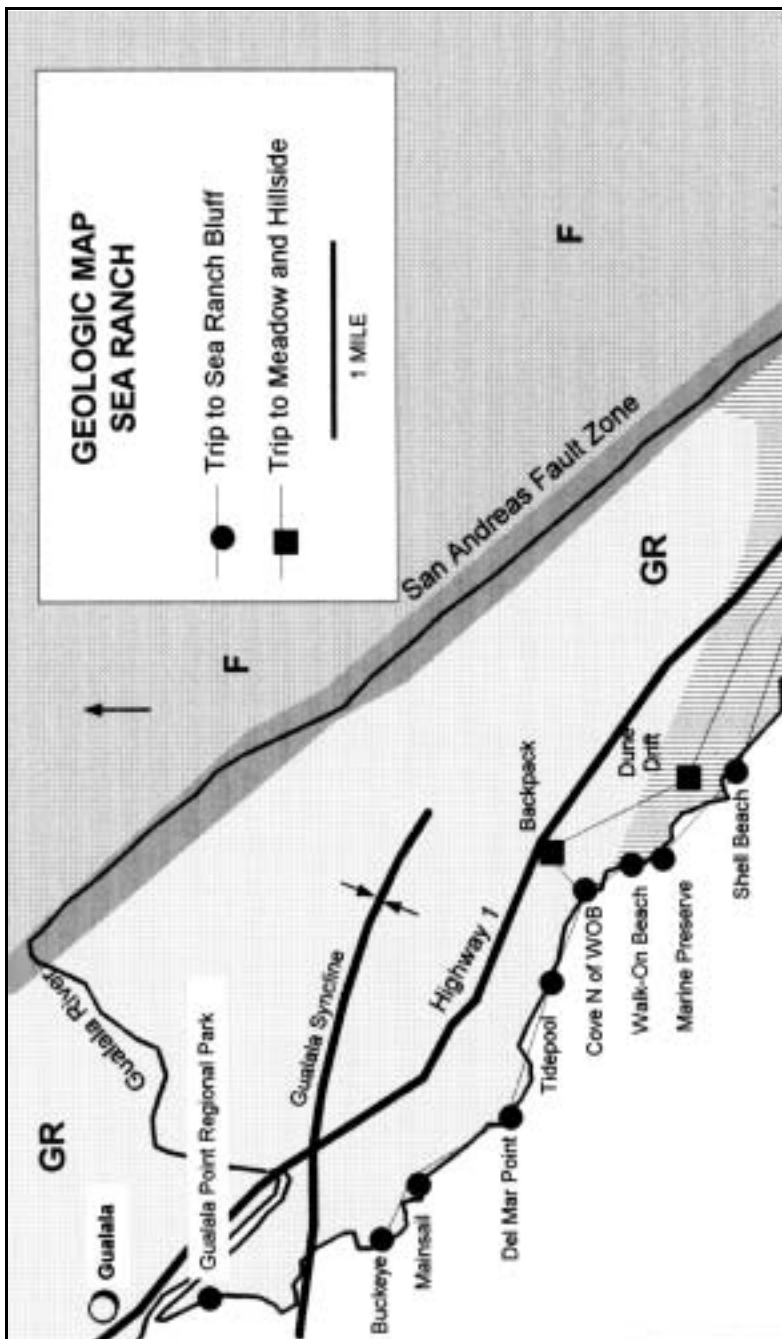 GEOLOGIC MAP
SEA RANCH
Trip to Sea Ranch Bluff
Trip to Meadow and Hillside
1 MILE
F
F
San Andreas Fault Zone
GR
GR
Gualala River
Gualala
Gualala Point Regional Park
Gualala Syncline
Highway 1
Backpack
Dune
Drift
Buckeye
Mainsail
Del Mar Point
Tidepool
Cove N of WOB
Walk-On Beach
Marine Preserve
Shell Beach